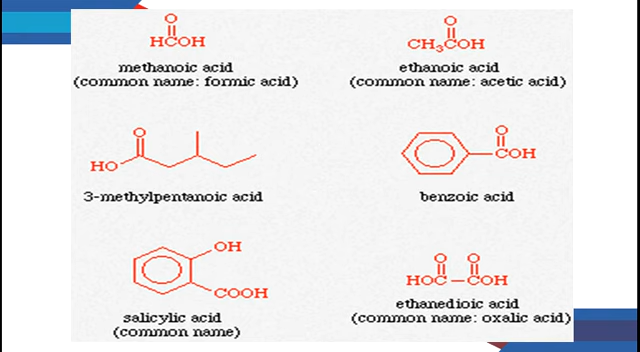 O O
HCOH CH3COH
methanoic acid ethanoic acid
(common name: formic acid) (common name: acetic acid)
O O
HO COH
3-methylpentanoic acid benzoic acid
OH O O
COOH HOC—COH
salicylic acid ethanedioic acid
(common name) (common name: oxalic acid)